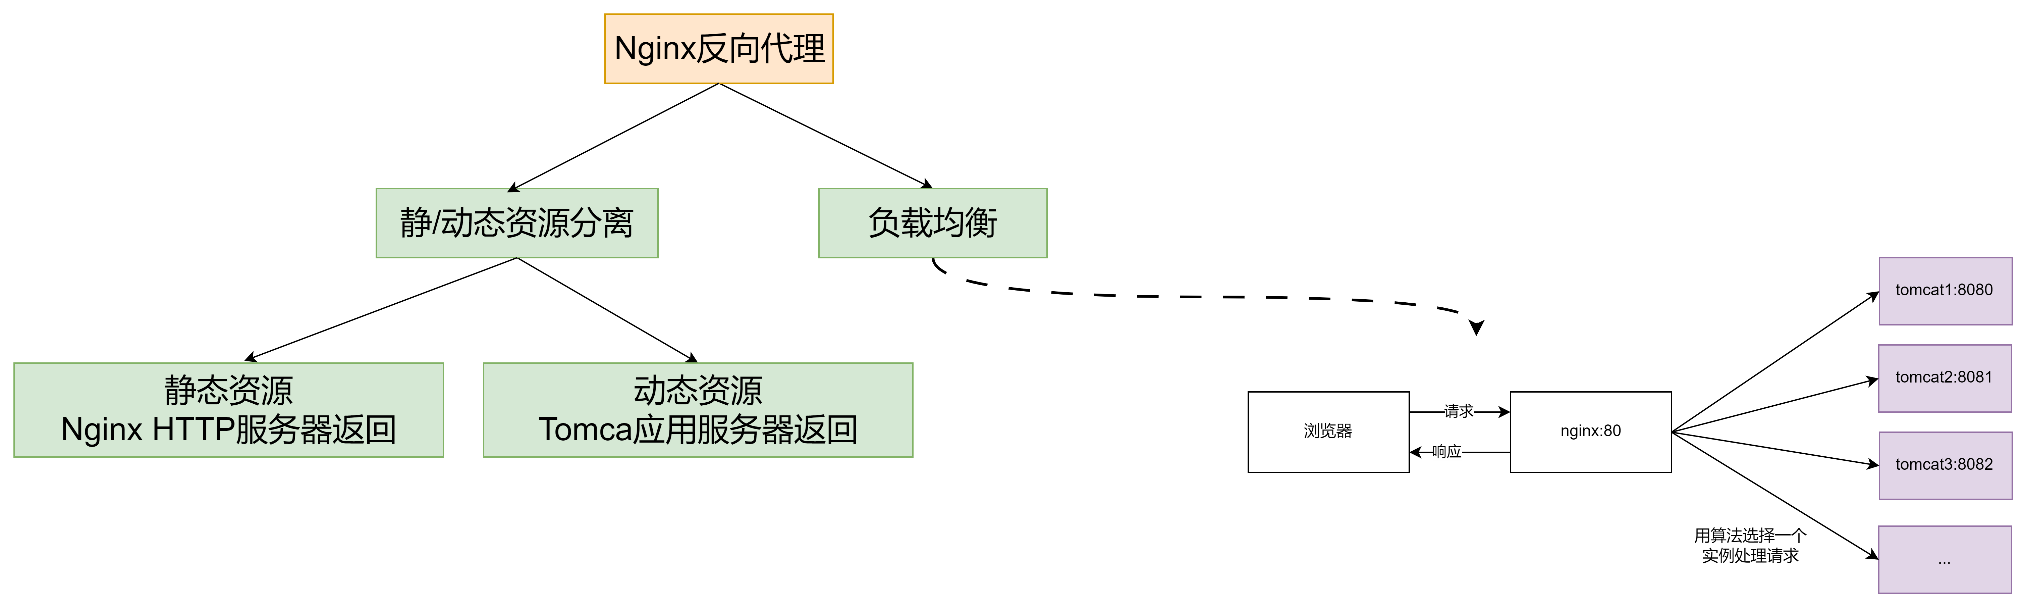 Nginx反向代理
静/动态资源分离
负载均衡
静态资源
Nginx HTTP服务器返回
动态资源
Tomca应用服务器返回
浏览器
请求
响应
nginx:80
tomcat1:8080
tomcat2:8081
tomcat3:8082
...
用算法选择一个
实例处理请求